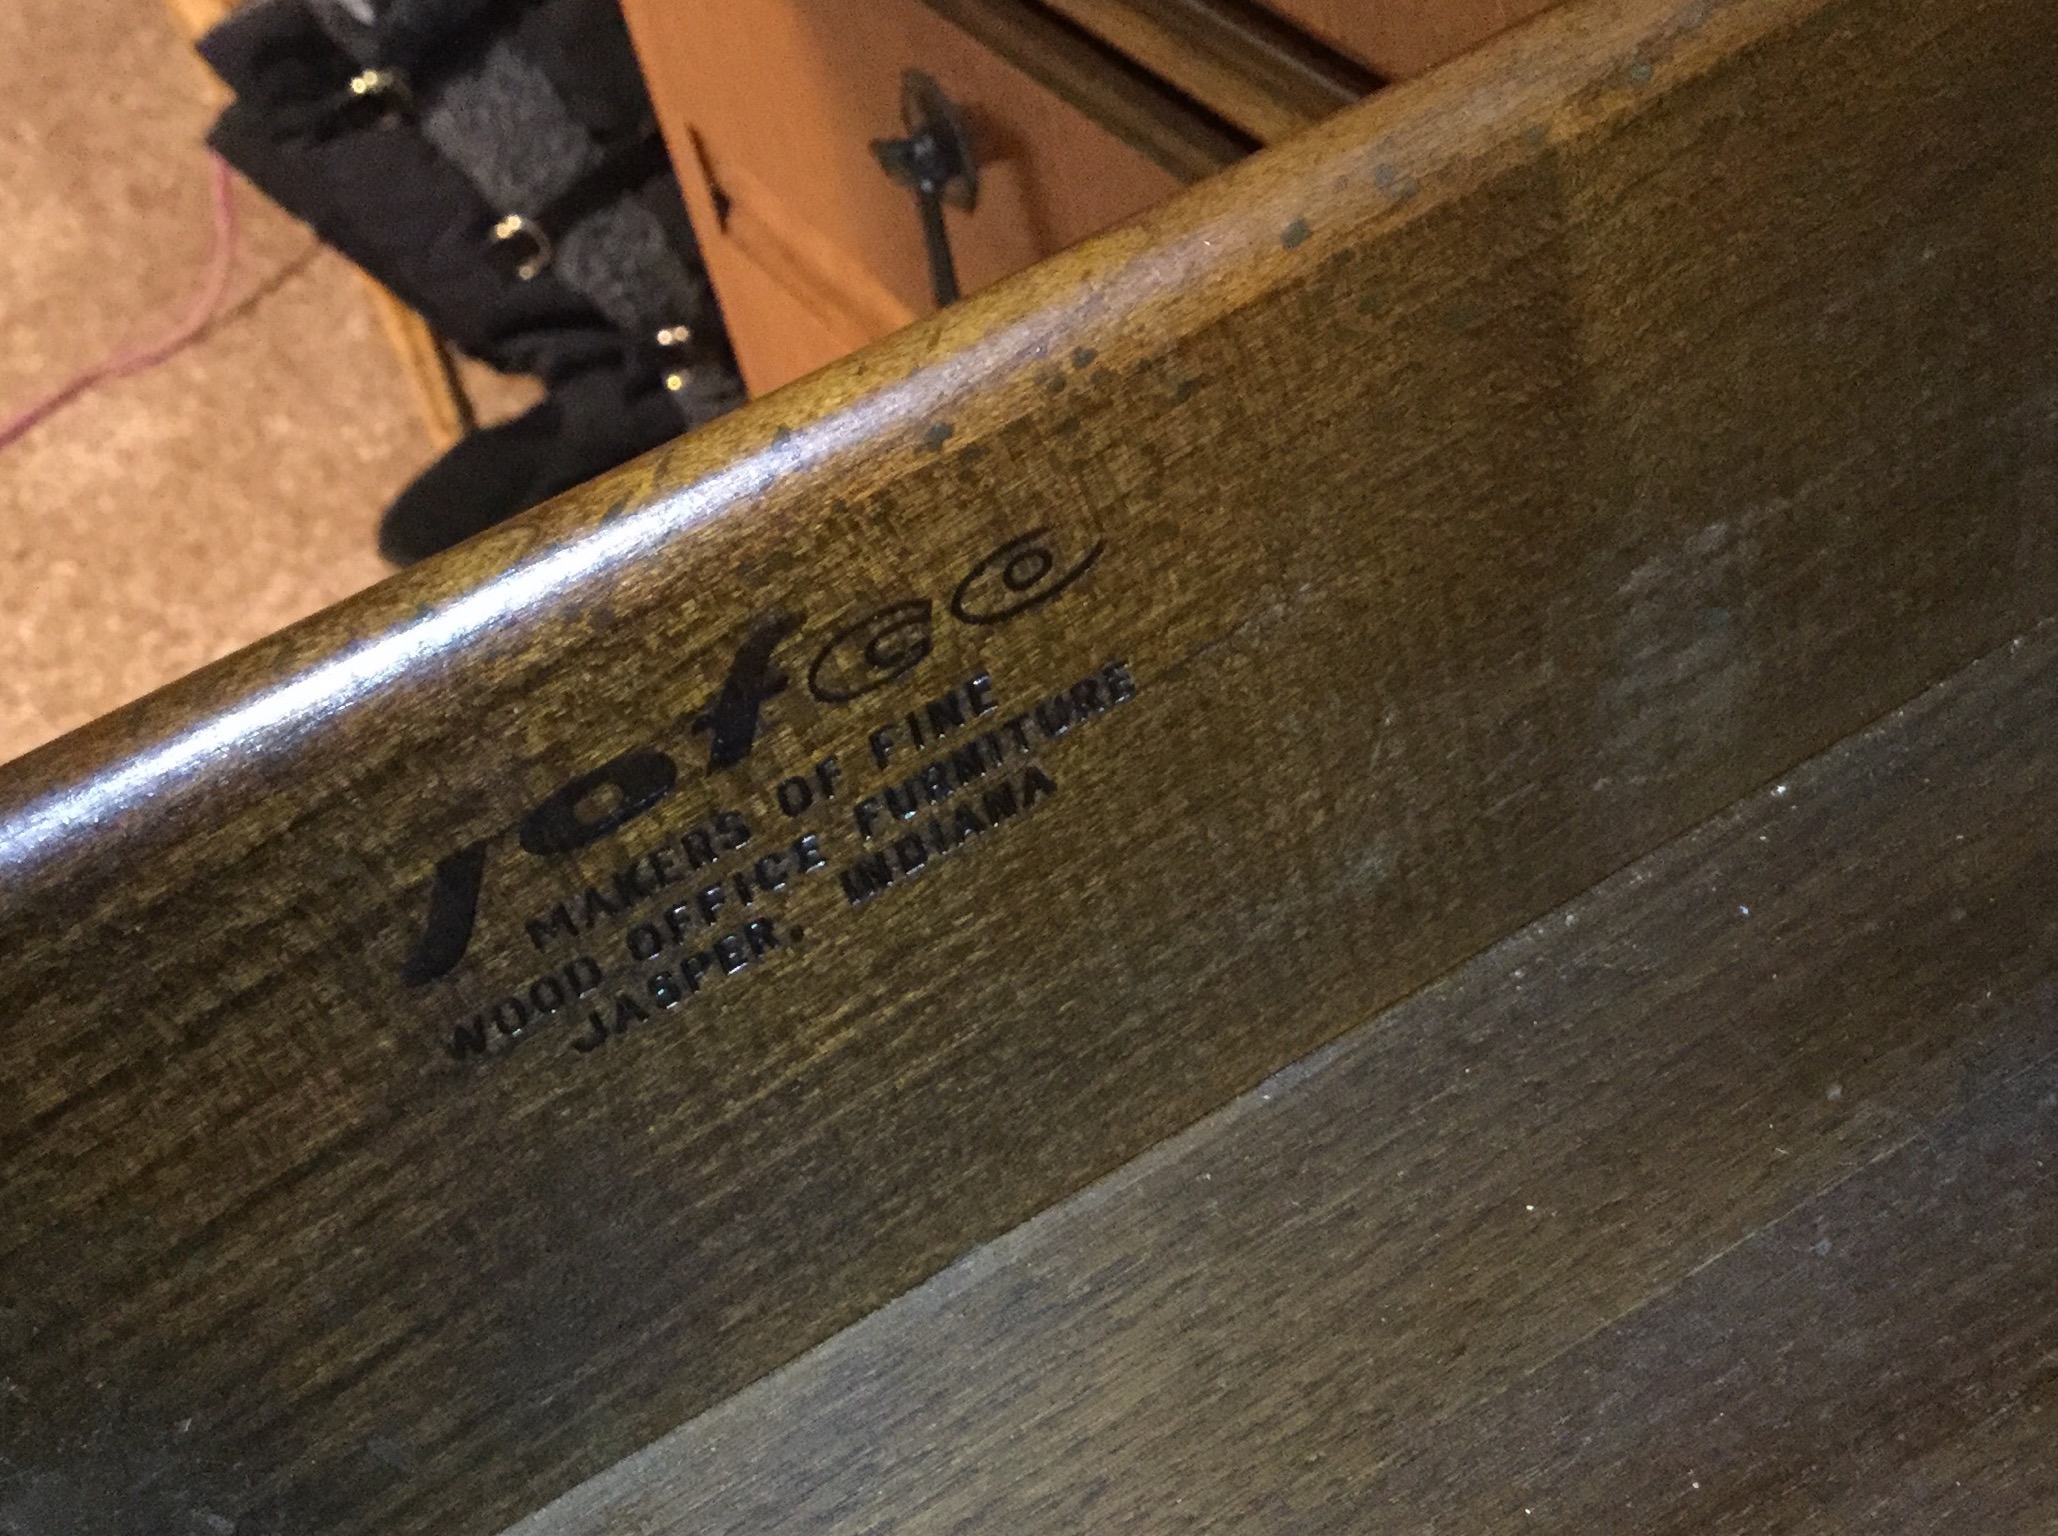 jofco
MAKERS OF FINE
WOOD OFFICE FURNITURE
JASPER, INDIANA